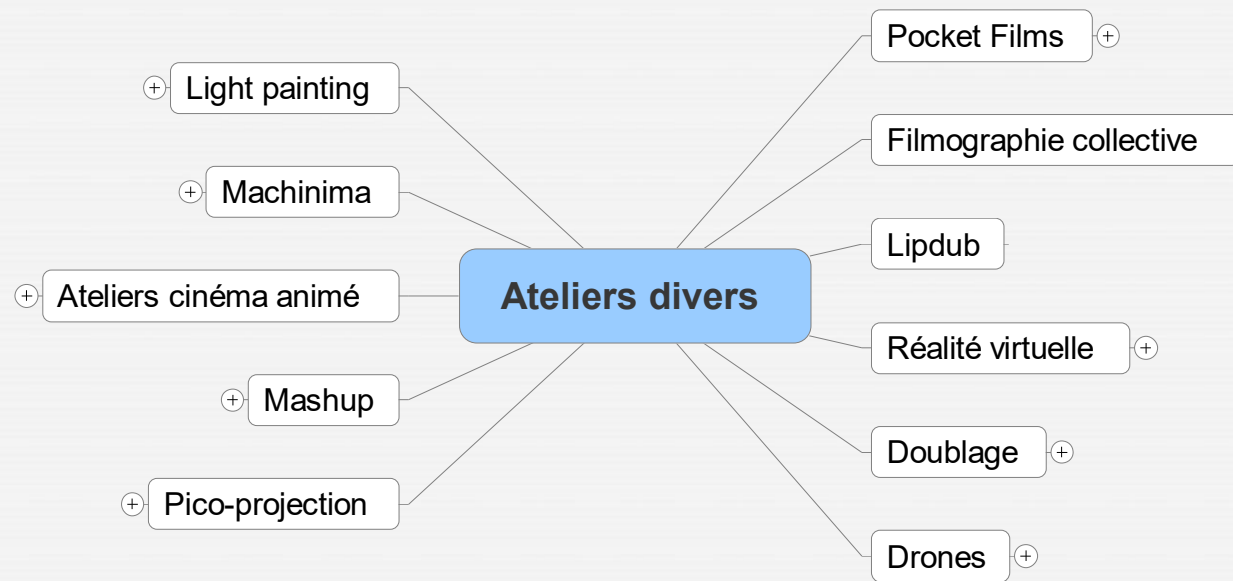 Ateliers divers
Pocket Films
Filmographie collective
Lipdub
Réalité virtuelle
Doublage
Drones
Light painting
Machinima
Ateliers cinéma animé
Mashup
Pico-projection